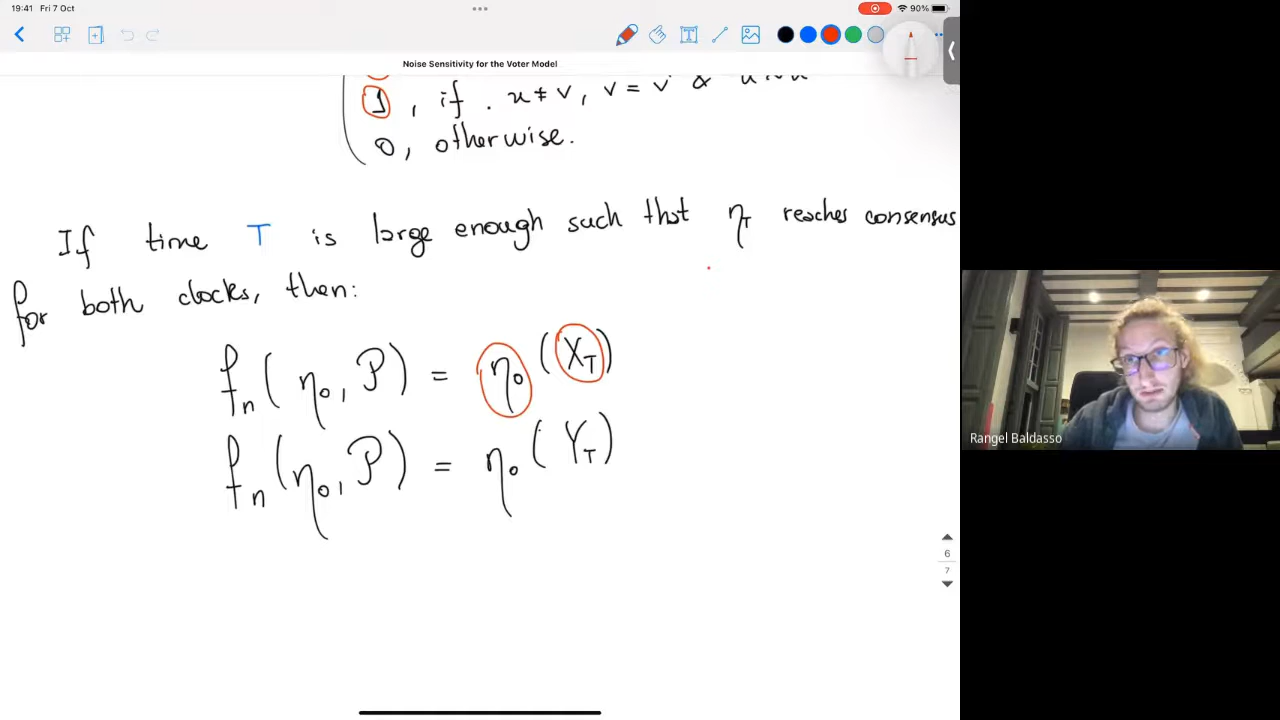 19:41 Fri 7 Oct
90%
Noise Sensitivity for the Voter Model
1, if . u ≠ v, v = v' &
0, otherwise.
If time T is large enough such that η_T reaches consensus
for both clocks, then:
f_n(η_0, P) = η_0(X_T)
f_n(η_0, P) = η_0(Y_T)
6
7
Rangel Baldasso